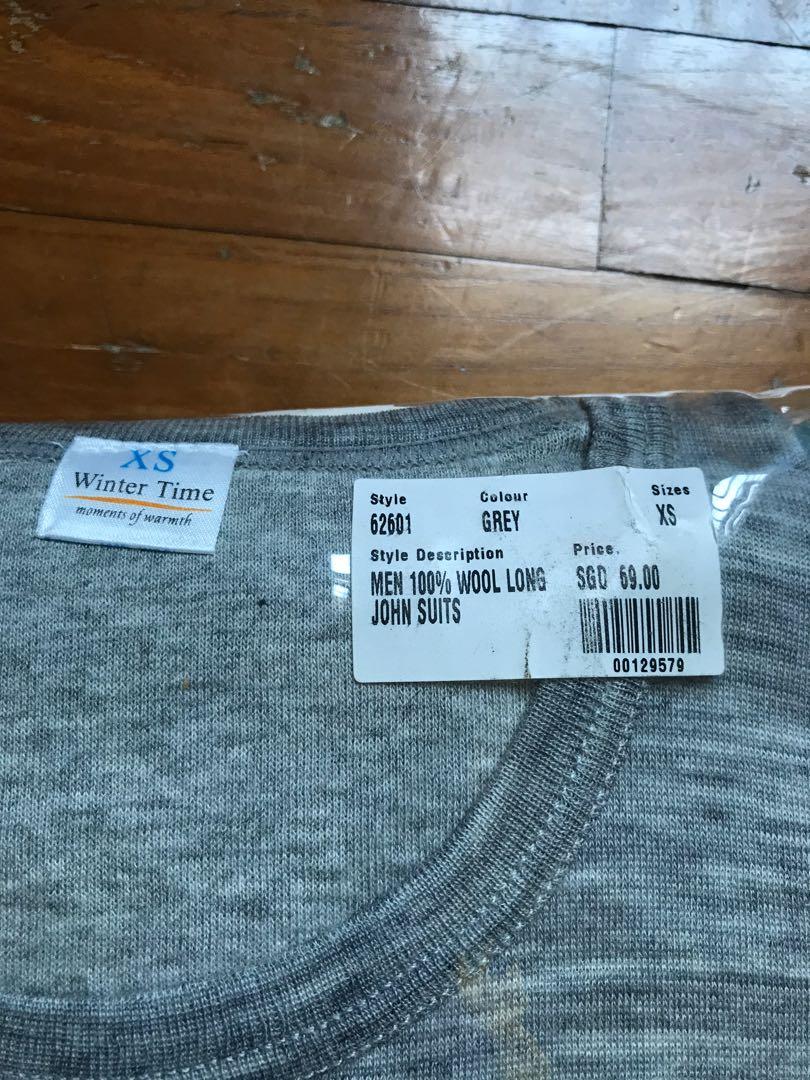 XS
Winter Time
moments of warmth
Style Colour Sizes
62601 GREY XS
Style Description Price.
MEN 100% WOOL LONG SGD 69.00
JOHN SUITS
00129579